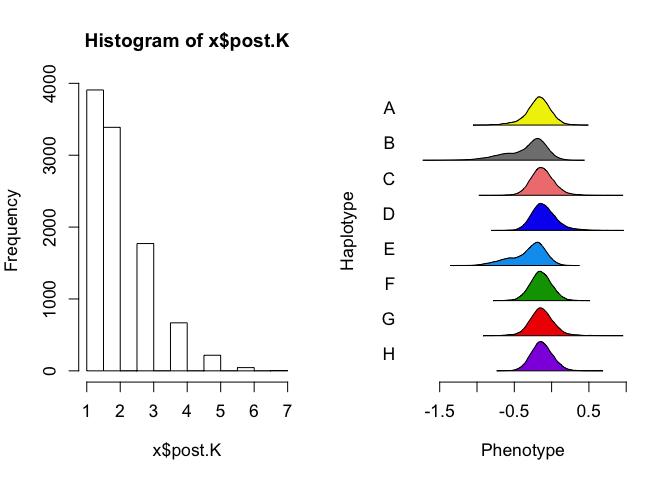 Histogram of x$post.K
Frequency
4000
3000
2000
1000
0
1 2 3 4 5 6 7
x$post.K
Haplotype
A
B
C
D
E
F
G
H
-1.5 -0.5 0.5
Phenotype